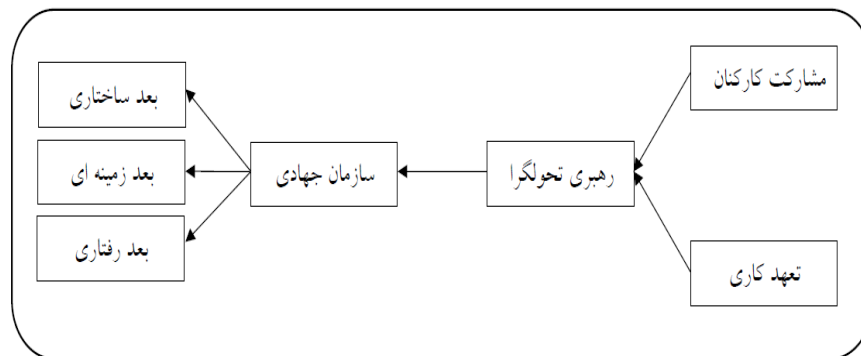 مشارکت کارکنان
بعد ساختاری
رهبری تحولگرا
سازمان جهادی
بعد زمینه ای
بعد رفتاری
تعهد کاری